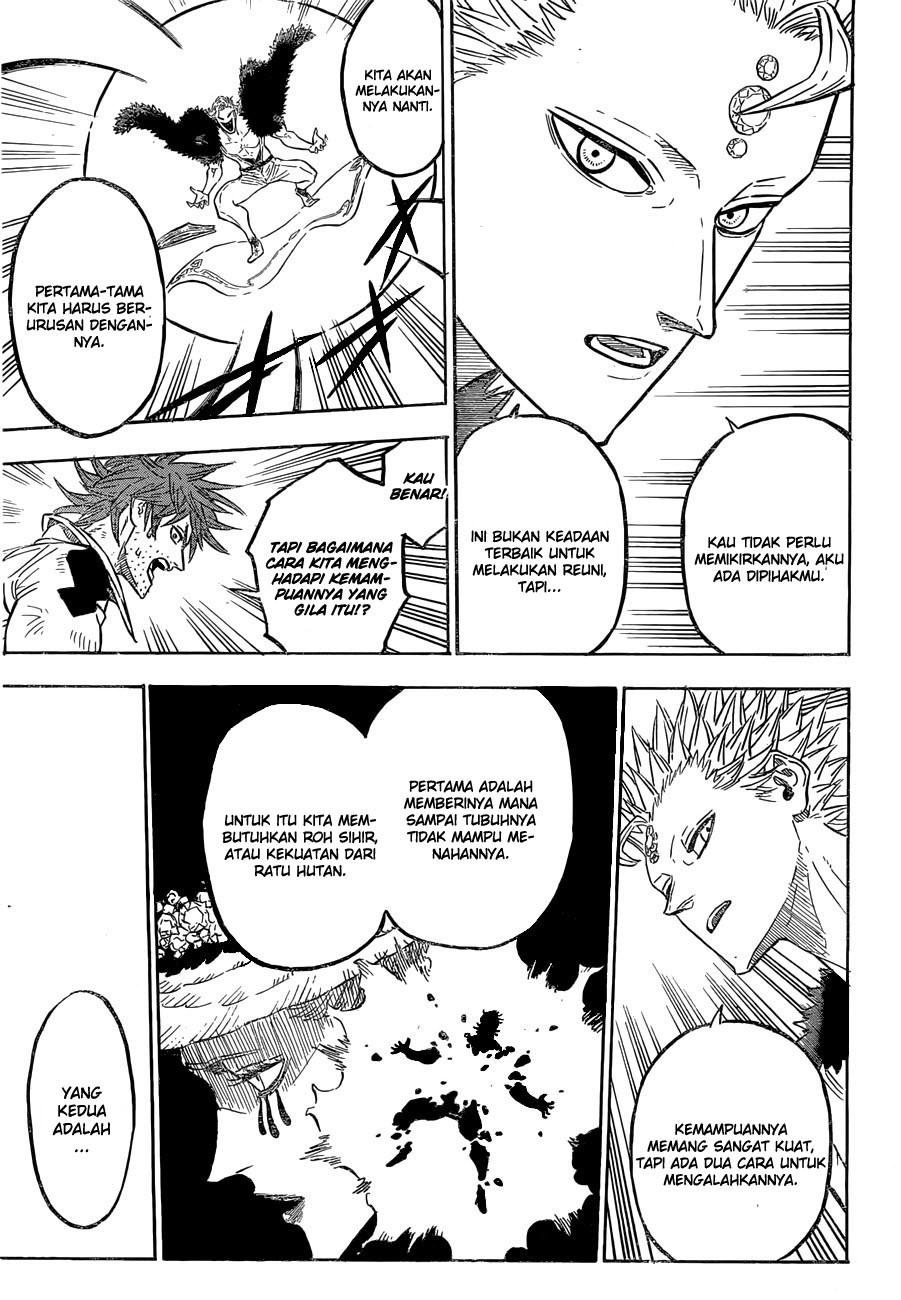 KAU TIDAK PERLU
MEMIKIRKANNYA, AKU
ADA DIPIHAKMU.
INI BUKAN KEADAAN
TERBAIK UNTUK
MELAKUKAN REUNI,
TAPI...
KITA AKAN
MELAKUKAN-
NYA NANTI.
PERTAMA-TAMA
KITA HARUS BER-
URUSAN DENGAN-
NYA.
KAU
BENAR!
TAPI BAGAIMANA
CARA KITA MENG-
HADAPI KEMAM-
PUANNYA YANG
GILA ITU!?
KEMAMPUANNYA
MEMANG SANGAT KUAT,
TAPI ADA DUA CARA UNTUK
MENGALAHKANNYA.
PERTAMA ADALAH
MEMBERINYA MANA
SAMPAI TUBUHNYA
TIDAK MAMPU ME-
NAHANNYA.
UNTUK ITU KITA MEM-
BUTUHKAN ROH SIHIR,
ATAU KEKUATAN DARI
RATU HUTAN.
YANG
KEDUA
ADALAH
...